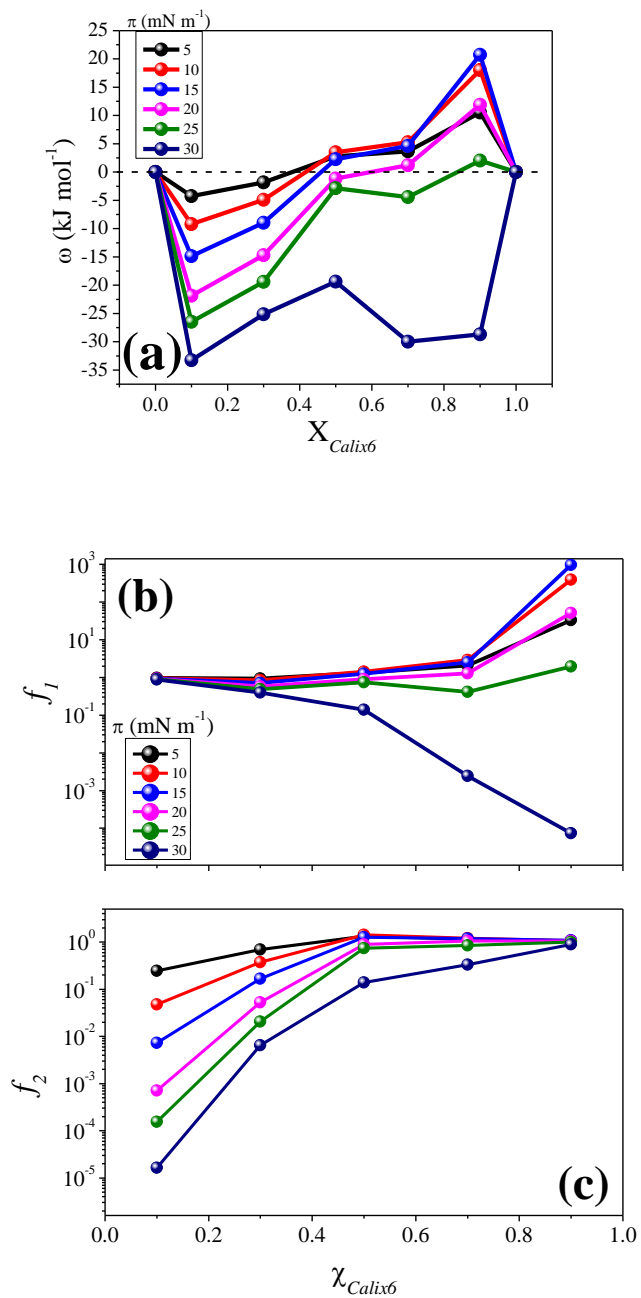 π (mN m⁻¹)
5
10
15
20
25
30
25
20
15
10
5
0
-5
-10
-15
-20
-25
-30
-35
ω (kJ mol⁻¹)
(a)
0.0 0.2 0.4 0.6 0.8 1.0
X_Calix6
10³
10¹
10⁻¹
10⁻³
f₁
(b)
π (mN m⁻¹)
5
10
15
20
25
30
10⁰
10⁻¹
10⁻²
10⁻³
10⁻⁴
10⁻⁵
f₂
(c)
0.0 0.2 0.4 0.6 0.8 1.0
χ_Calix6